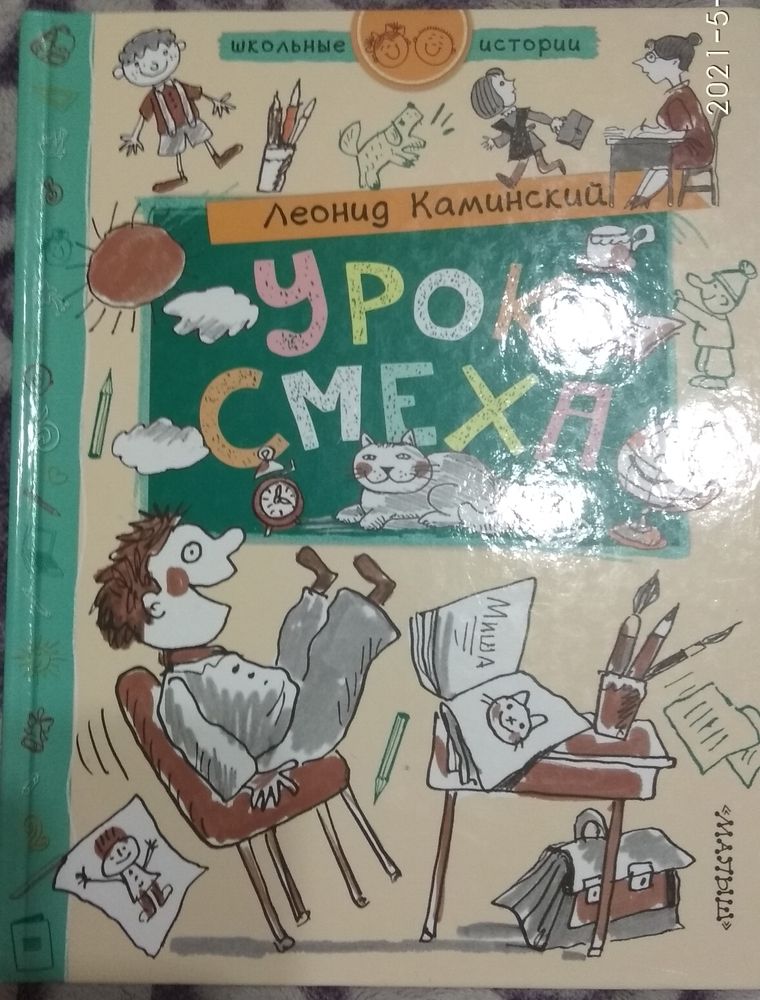 школьные истории
Леонид Каминский
УРОК
СМЕХА
Миша
«МАЛЫШ»
2021-5-